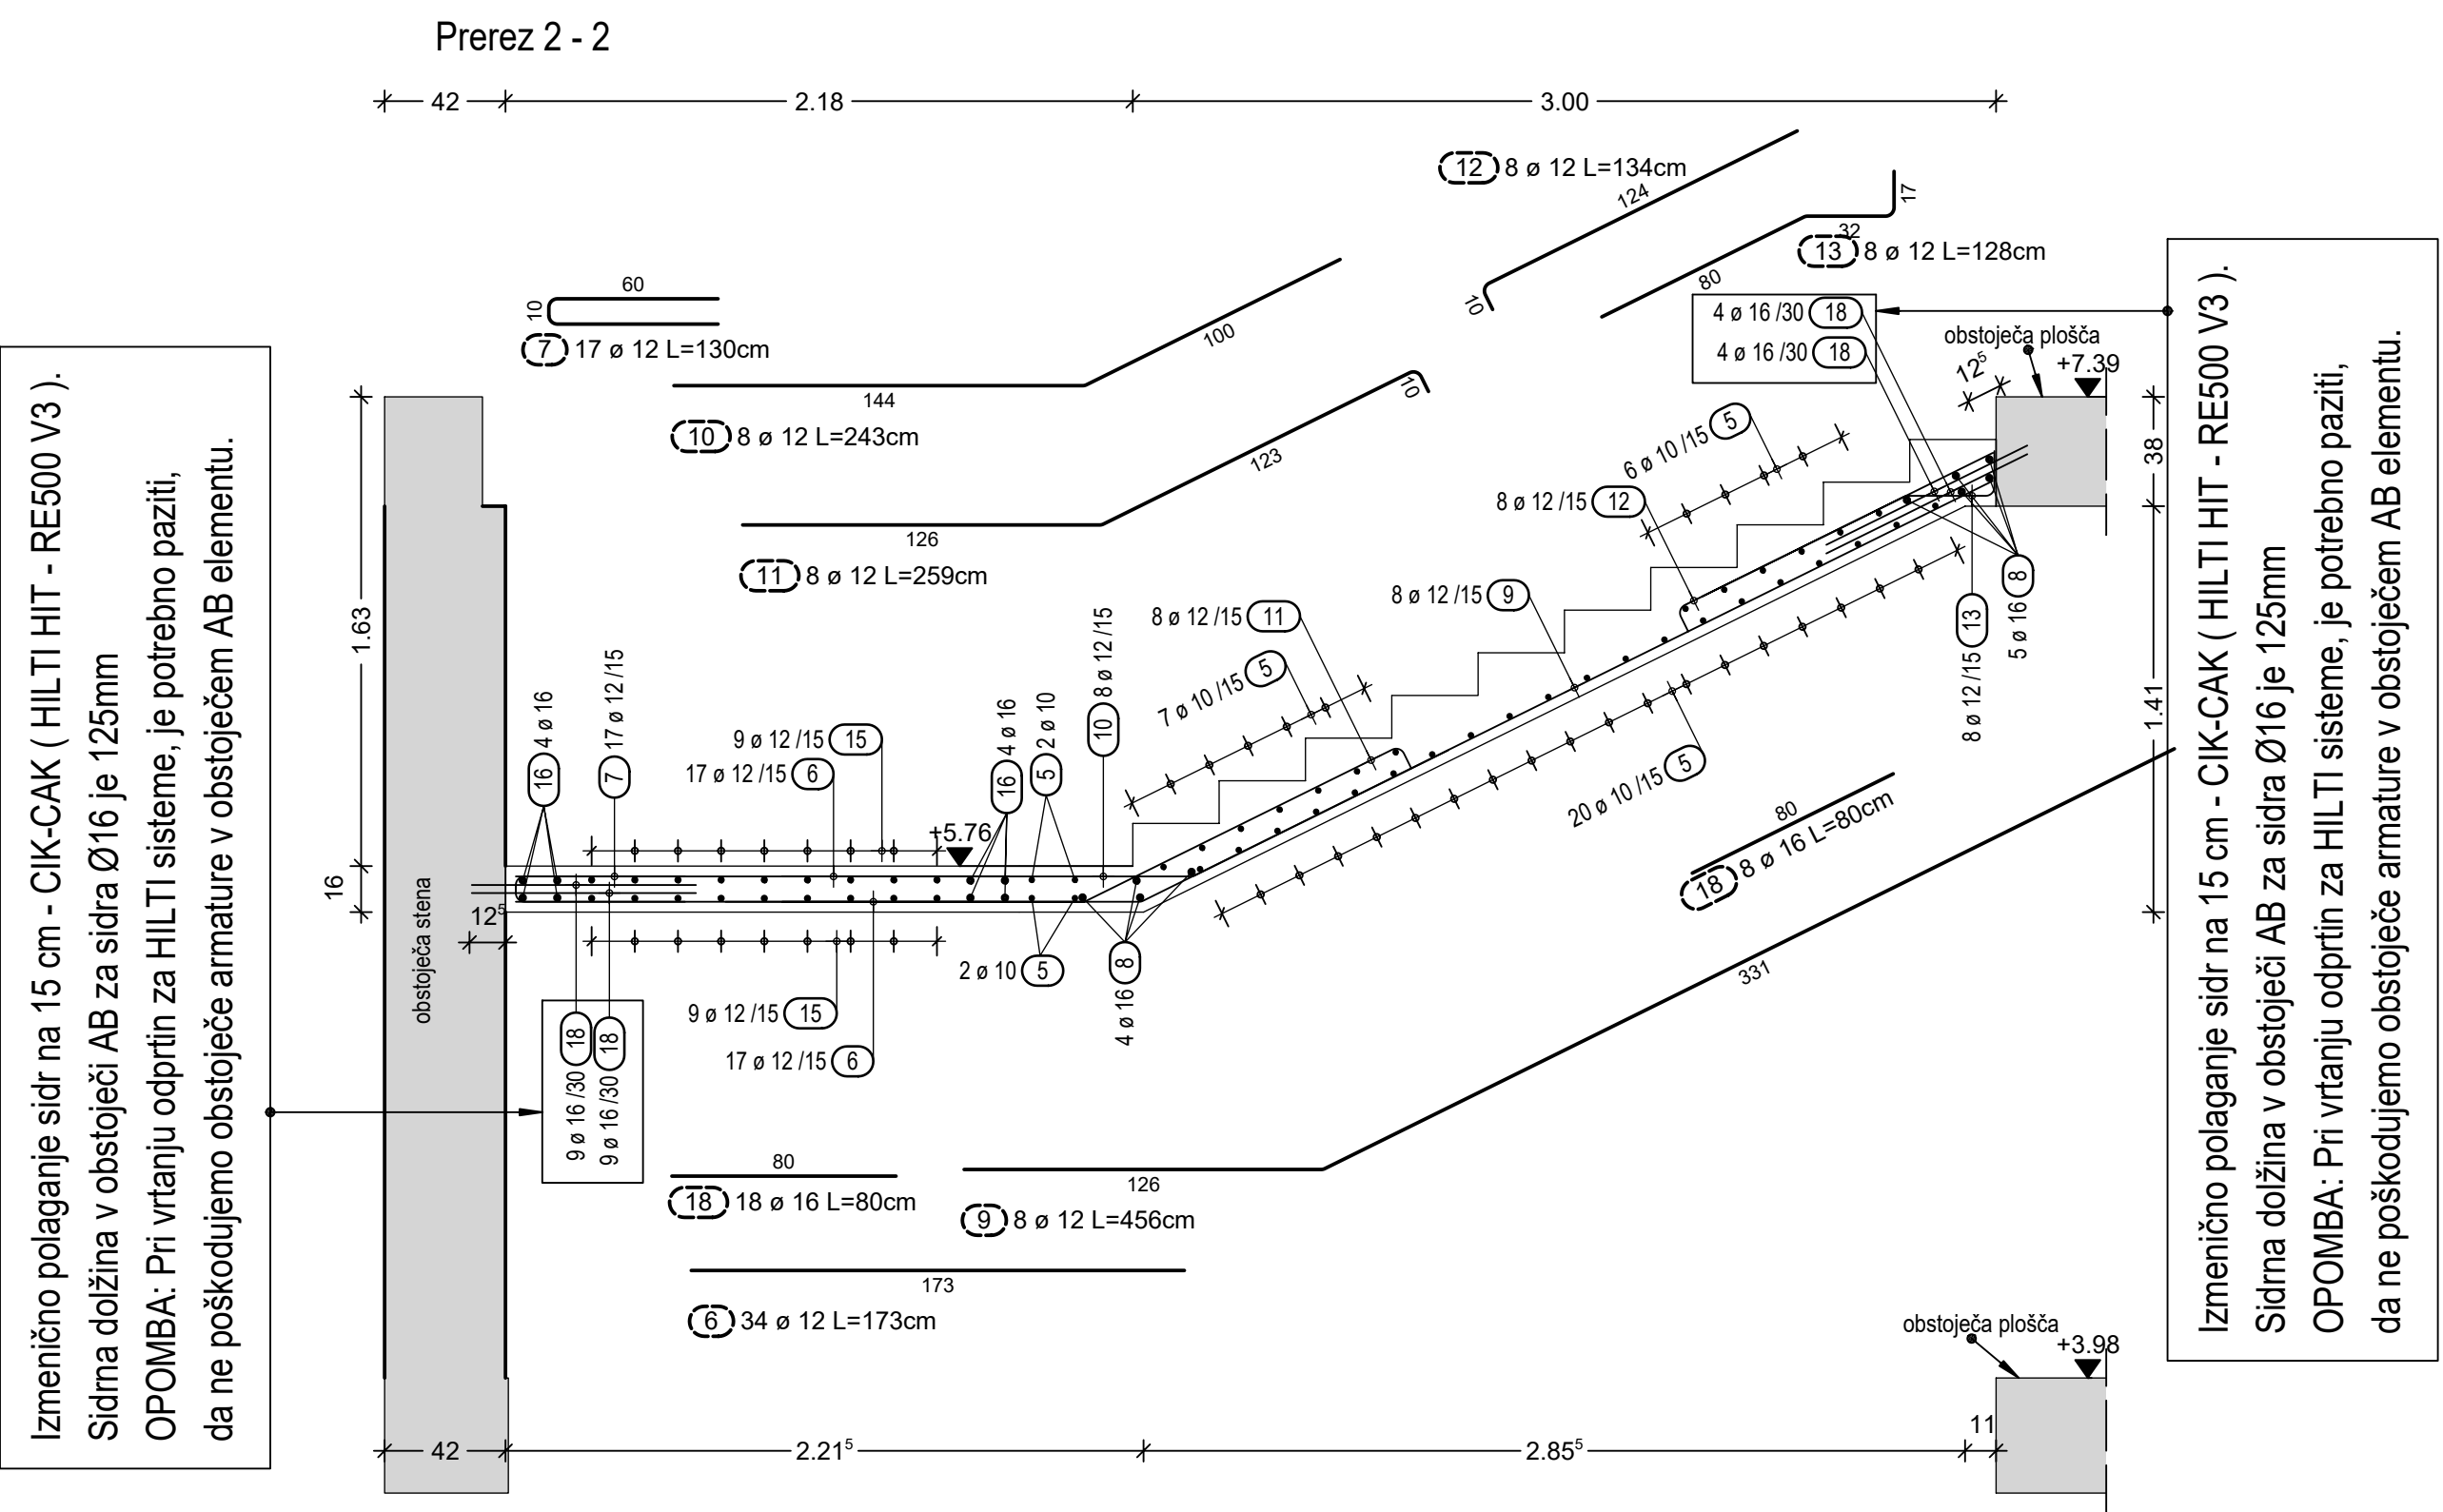 Prerez 2 - 2
42
2.18
3.00
12 8 ø 12 L=134cm
124
10
17
32
13 8 ø 12 L=128cm
80
60
10
7 17 ø 12 L=130cm
100
144
10 8 ø 12 L=243cm
10
123
126
11 8 ø 12 L=259cm
4 ø 16 /30 18
4 ø 16 /30 18
obstoječa plošča
+7.39
12⁵
38
1.41
Izmenično polaganje sidr na 15 cm - CIK-CAK ( HILTI HIT - RE500 V3 ).
Sidrna dolžina v obstoječi AB za sidra Ø16 je 125mm
OPOMBA: Pri vrtanju odprtin za HILTI sisteme, je potrebno paziti,
da ne poškodujemo obstoječe armature v obstoječem AB elementu.
Izmenično polaganje sidr na 15 cm - CIK-CAK ( HILTI HIT - RE500 V3 ).
Sidrna dolžina v obstoječi AB za sidra Ø16 je 125mm
OPOMBA: Pri vrtanju odprtin za HILTI sisteme, je potrebno paziti,
da ne poškodujemo obstoječe armature v obstoječem AB elementu.
1.63
16
obstoječa stena
12⁵
6 ø 10 /15 5
8 ø 12 /15 12
8 ø 12 /15 9
8 ø 12 /15 11
7 ø 10 /15 5
16 4 ø 16
7 17 ø 12 /15
9 ø 12 /15 15
17 ø 12 /15 6
16 4 ø 16
5 2 ø 10
10 8 ø 12 /15
+5.76
8 ø 12 /15 13
5 ø 16 8
20 ø 10 /15 5
80
18 8 ø 16 L=80cm
2 ø 10 5
4 ø 16 8
9 ø 12 /15 15
17 ø 12 /15 6
9 ø 16 /30 18
9 ø 16 /30 18
331
80
18 18 ø 16 L=80cm
126
9 8 ø 12 L=456cm
173
6 34 ø 12 L=173cm
obstoječa plošča
+3.98
42
2.21⁵
2.85⁵
11